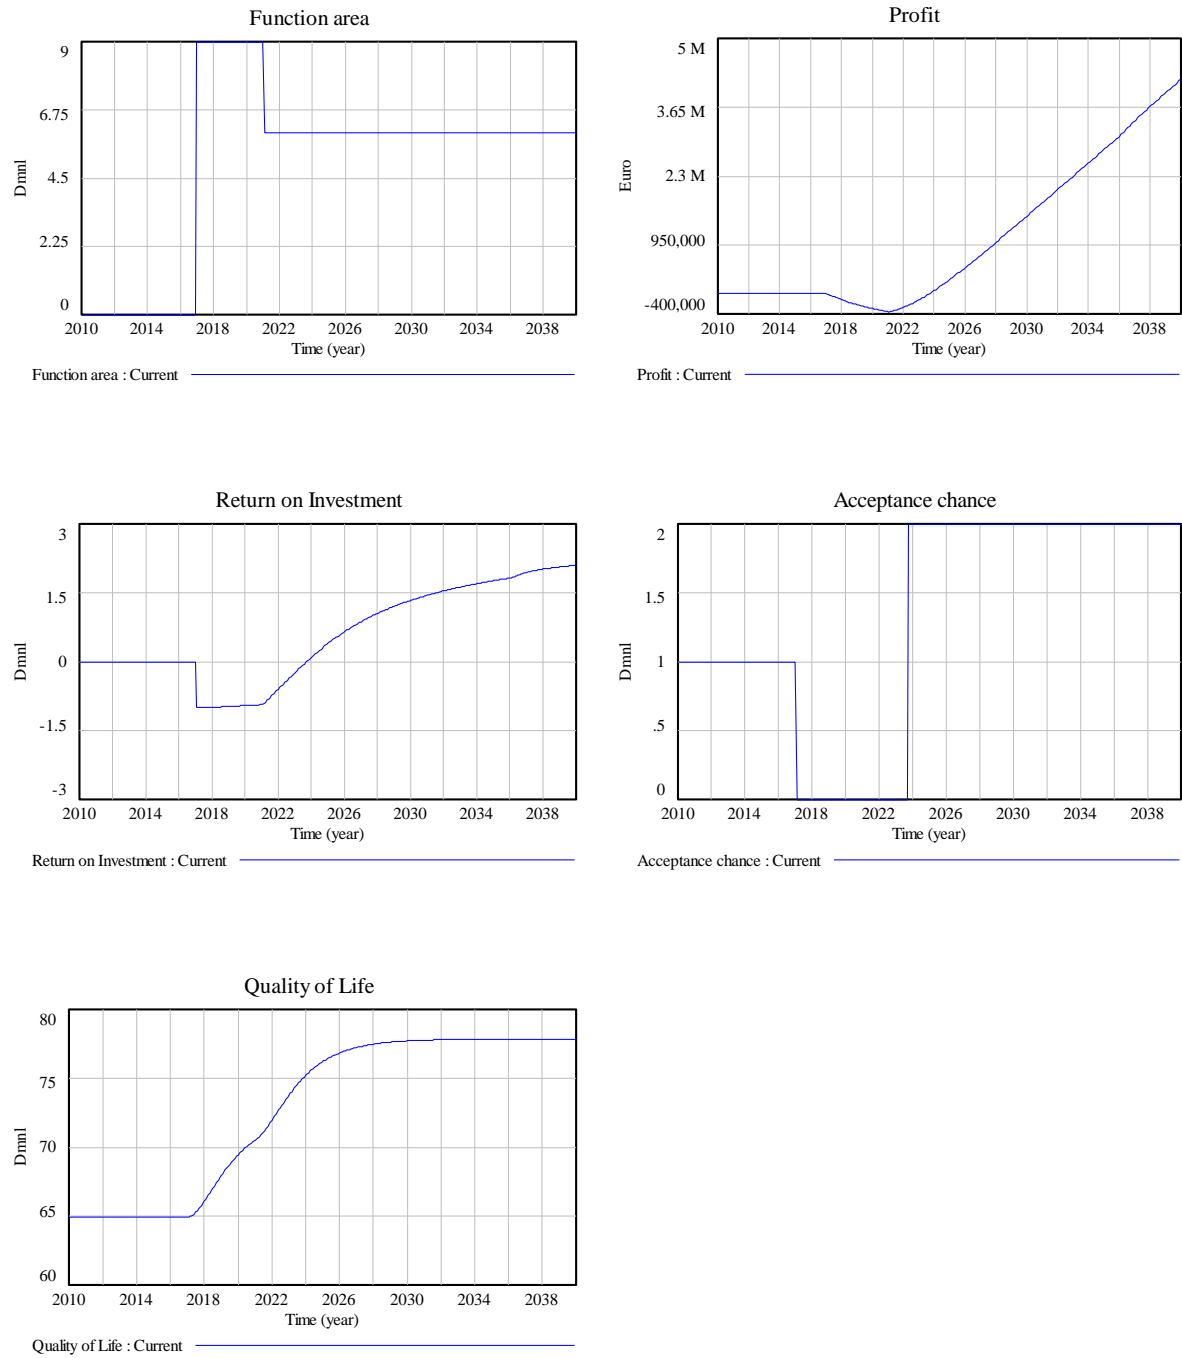 Function area
9
6.75
4.5
2.25
0
Dmnl
2010 2014 2018 2022 2026 2030 2034 2038
Time (year)
Function area : Current
Profit
5 M
3.65 M
2.3 M
950,000
-400,000
Euro
2010 2014 2018 2022 2026 2030 2034 2038
Time (year)
Profit : Current
Return on Investment
3
1.5
0
-1.5
-3
Dmnl
2010 2014 2018 2022 2026 2030 2034 2038
Time (year)
Return on Investment : Current
Acceptance chance
2
1.5
1
.5
0
Dmnl
2010 2014 2018 2022 2026 2030 2034 2038
Time (year)
Acceptance chance : Current
Quality of Life
80
75
70
65
60
Dmnl
2010 2014 2018 2022 2026 2030 2034 2038
Time (year)
Quality of Life : Current